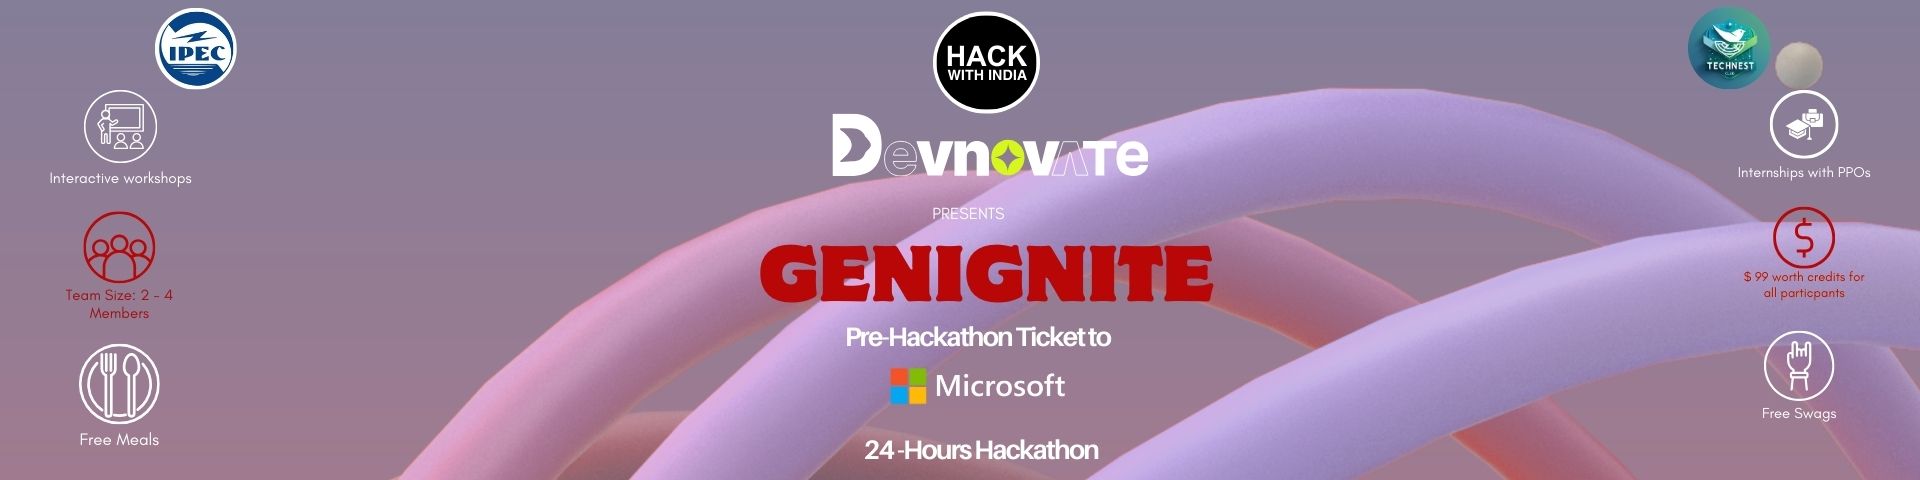 IPEC
Interactive workshops
Team Size: 2 - 4
Members
Free Meals
HACK
WITH INDIA
Devnovate
PRESENTS
GENIGNITE
Pre-Hackathon Ticket to
Microsoft
24 -Hours Hackathon
TECHNEST
CLUB
Internships with PPOs
$ 99 worth credits for
all particpants
Free Swags